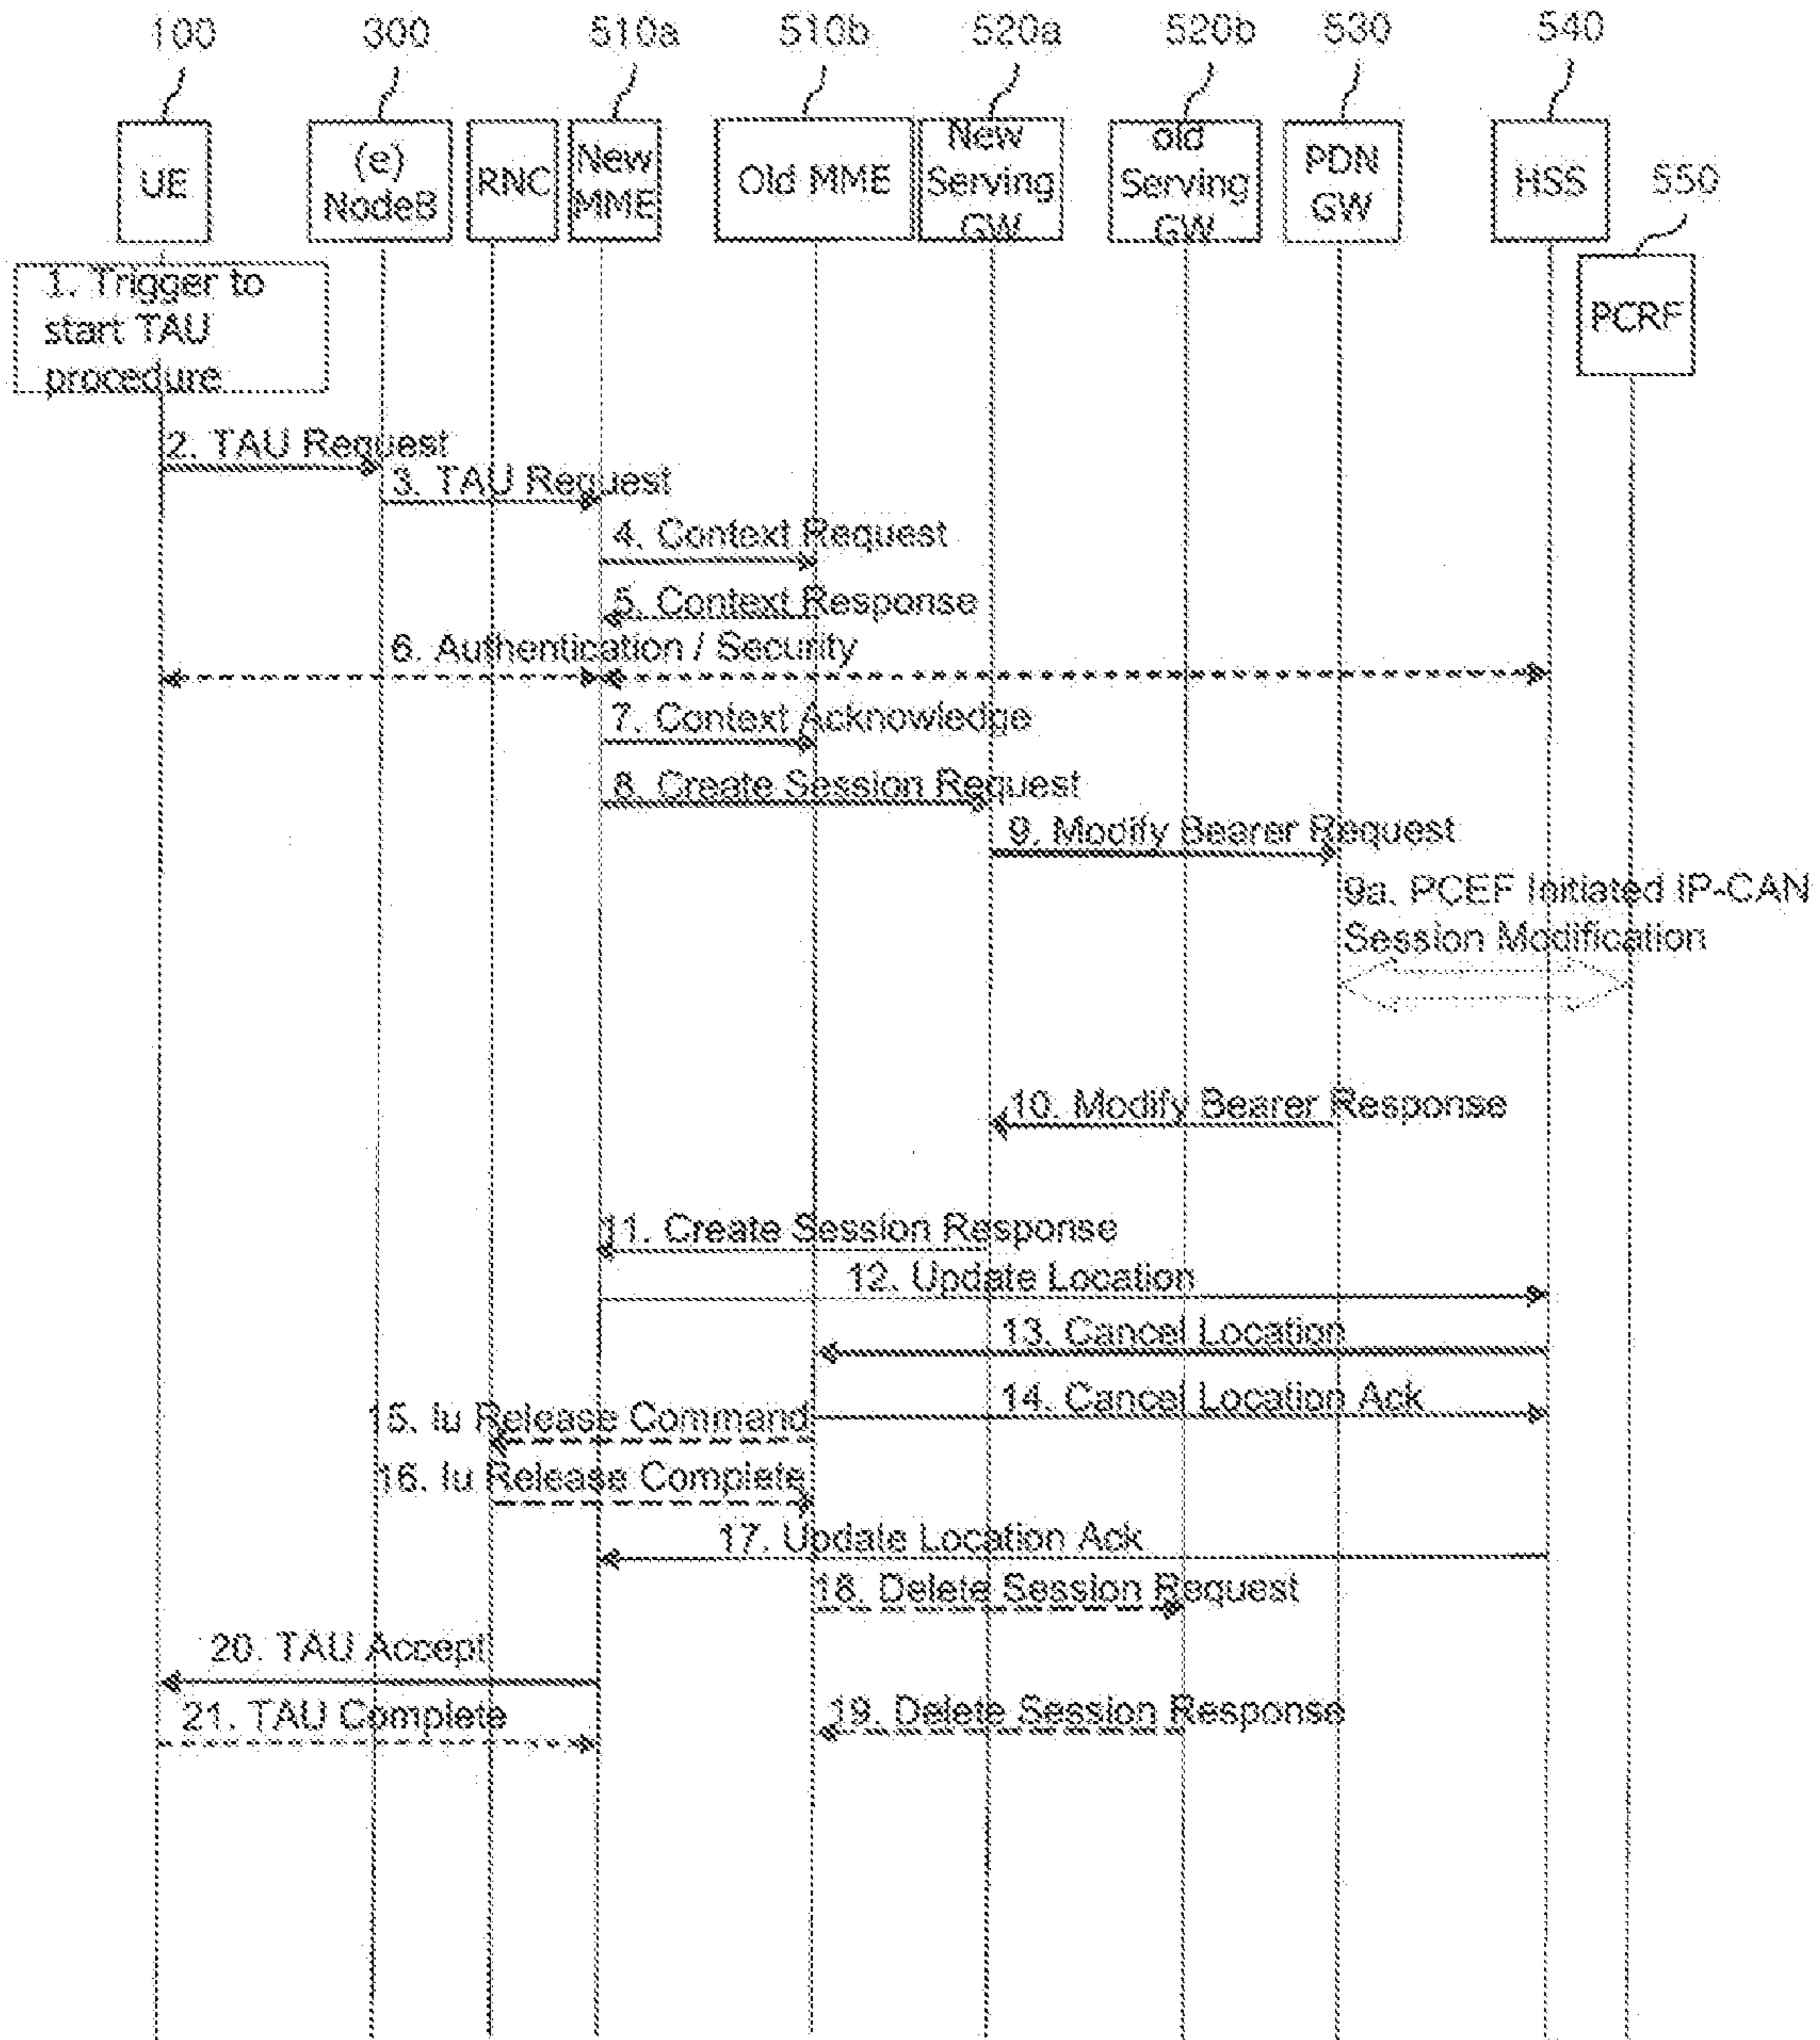 100 300 510a 510b 520a 520b 530 540
UE
(e)
NodeB
RNC
New
MME
Old MME
New
Serving
GW
old
Serving
GW
PDN
GW
HSS
550
PCRF
1. Trigger to
start TAU
procedure
2. TAU Request
3. TAU Request
4. Context Request
5. Context Response
6. Authentication / Security
7. Context Acknowledge
8. Create Session Request
9. Modify Bearer Request
9a. PCEF Initiated IP-CAN
Session Modification
10. Modify Bearer Response
11. Create Session Response
12. Update Location
13. Cancel Location
14. Cancel Location Ack
15. Iu Release Command
16. Iu Release Complete
17. Update Location Ack
18. Delete Session Request
20. TAU Accept
21. TAU Complete
19. Delete Session Response